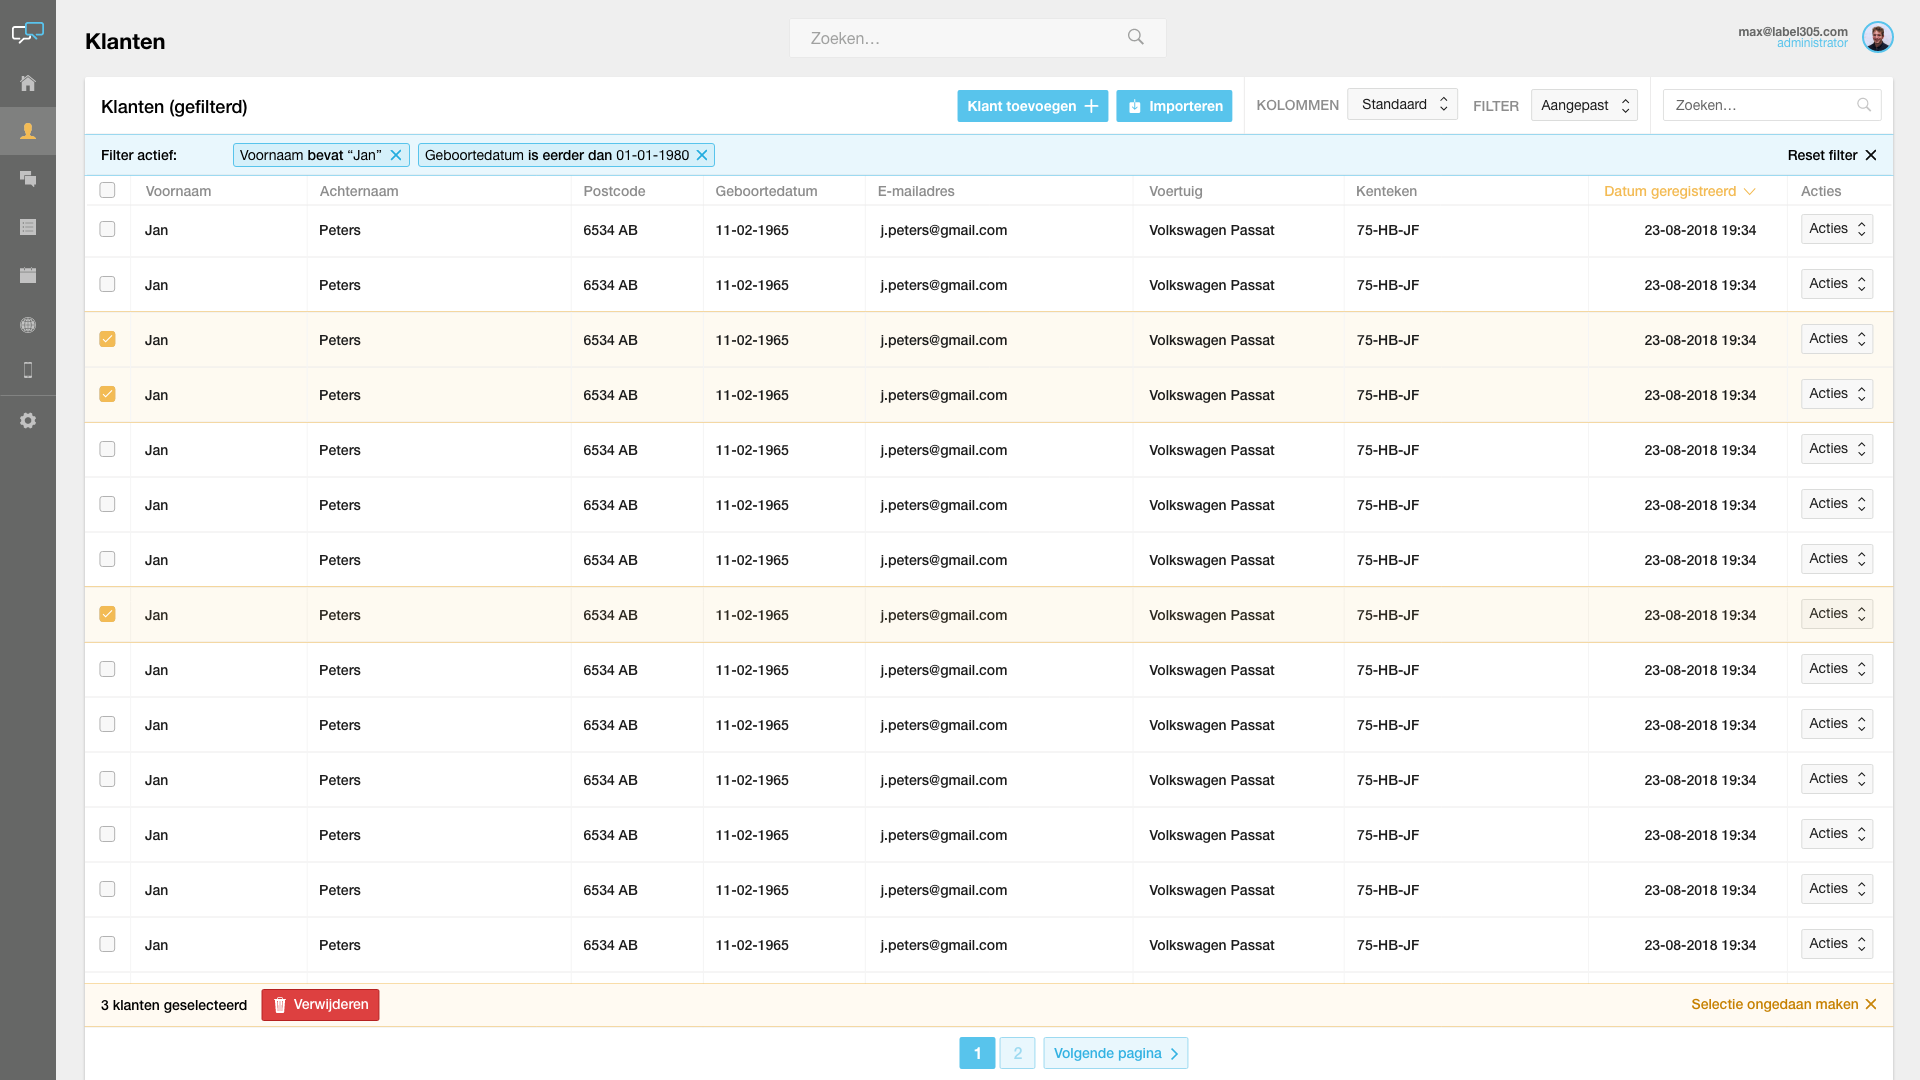 Klanten
Zoeken...
max@label305.com
administrator
Klanten (gefilterd)
Klant toevoegen
Importeren
KOLOMMEN
Standaard
FILTER
Aangepast
Zoeken...
Filter actief:
Voornaam bevat “Jan”
Geboortedatum is eerder dan 01-01-1980
Reset filter
Voornaam Achternaam Postcode Geboortedatum E-mailadres Voertuig Kenteken Datum geregistreerd Acties
Jan Peters 6534 AB 11-02-1965 j.peters@gmail.com Volkswagen Passat 75-HB-JF 23-08-2018 19:34 Acties
Jan Peters 6534 AB 11-02-1965 j.peters@gmail.com Volkswagen Passat 75-HB-JF 23-08-2018 19:34 Acties
Jan Peters 6534 AB 11-02-1965 j.peters@gmail.com Volkswagen Passat 75-HB-JF 23-08-2018 19:34 Acties
Jan Peters 6534 AB 11-02-1965 j.peters@gmail.com Volkswagen Passat 75-HB-JF 23-08-2018 19:34 Acties
Jan Peters 6534 AB 11-02-1965 j.peters@gmail.com Volkswagen Passat 75-HB-JF 23-08-2018 19:34 Acties
Jan Peters 6534 AB 11-02-1965 j.peters@gmail.com Volkswagen Passat 75-HB-JF 23-08-2018 19:34 Acties
Jan Peters 6534 AB 11-02-1965 j.peters@gmail.com Volkswagen Passat 75-HB-JF 23-08-2018 19:34 Acties
Jan Peters 6534 AB 11-02-1965 j.peters@gmail.com Volkswagen Passat 75-HB-JF 23-08-2018 19:34 Acties
Jan Peters 6534 AB 11-02-1965 j.peters@gmail.com Volkswagen Passat 75-HB-JF 23-08-2018 19:34 Acties
Jan Peters 6534 AB 11-02-1965 j.peters@gmail.com Volkswagen Passat 75-HB-JF 23-08-2018 19:34 Acties
Jan Peters 6534 AB 11-02-1965 j.peters@gmail.com Volkswagen Passat 75-HB-JF 23-08-2018 19:34 Acties
Jan Peters 6534 AB 11-02-1965 j.peters@gmail.com Volkswagen Passat 75-HB-JF 23-08-2018 19:34 Acties
Jan Peters 6534 AB 11-02-1965 j.peters@gmail.com Volkswagen Passat 75-HB-JF 23-08-2018 19:34 Acties
Jan Peters 6534 AB 11-02-1965 j.peters@gmail.com Volkswagen Passat 75-HB-JF 23-08-2018 19:34 Acties
3 klanten geselecteerd
Verwijderen
Selectie ongedaan maken
1
2
Volgende pagina